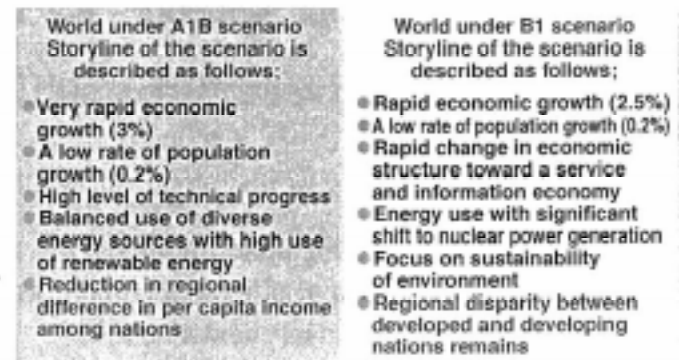 World under A1B scenario
Storyline of the scenario is
described as follows;
Very rapid economic
growth (3%)
A low rate of population
growth (0.2%)
High level of technical progress
Balanced use of diverse
energy sources with high use
of renewable energy
Reduction in regional
difference in per capita income
among nations
World under B1 scenario
Storyline of the scenario is
described as follows;
Rapid economic growth (2.5%)
A low rate of population growth (0.2%)
Rapid change in economic
structure toward a service
and information economy
Energy use with significant
shift to nuclear power generation
Focus on sustainability
of environment
Regional disparity between
developed and developing
nations remains